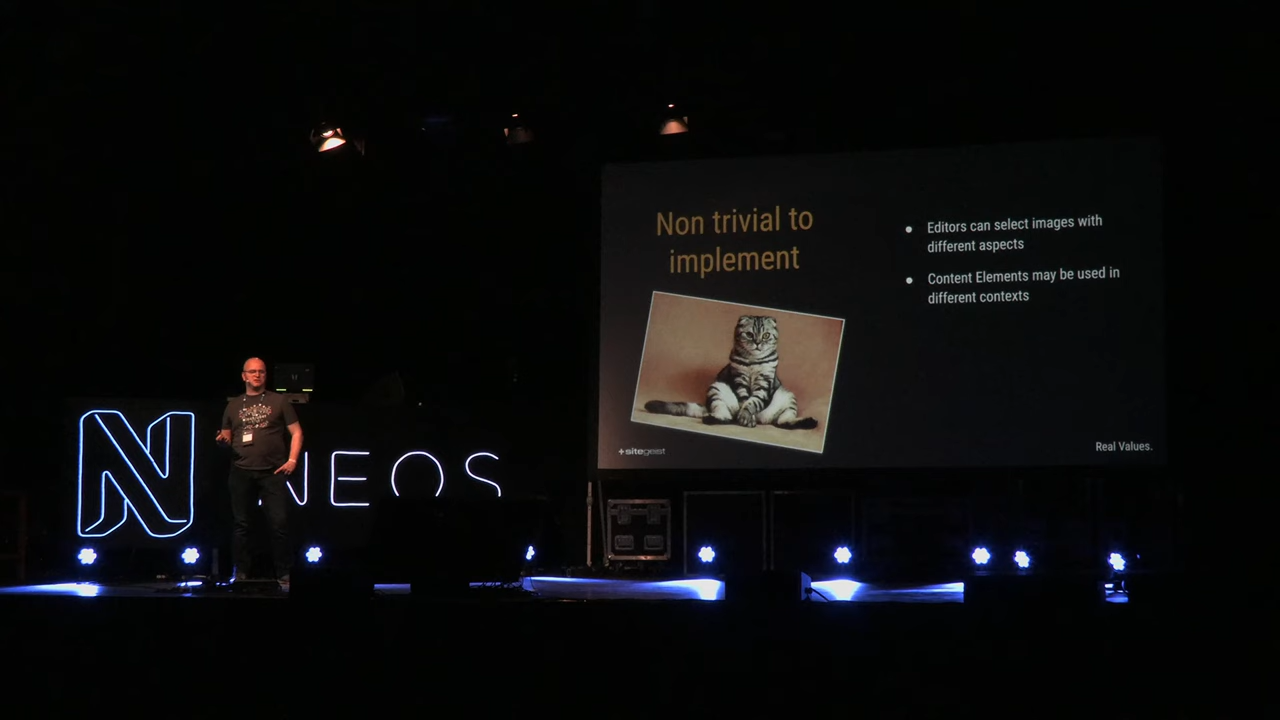 Non trivial to
implement
Editors can select images with
different aspects
Content Elements may be used in
different contexts
sitegeist
Real Values.
N
NEOS